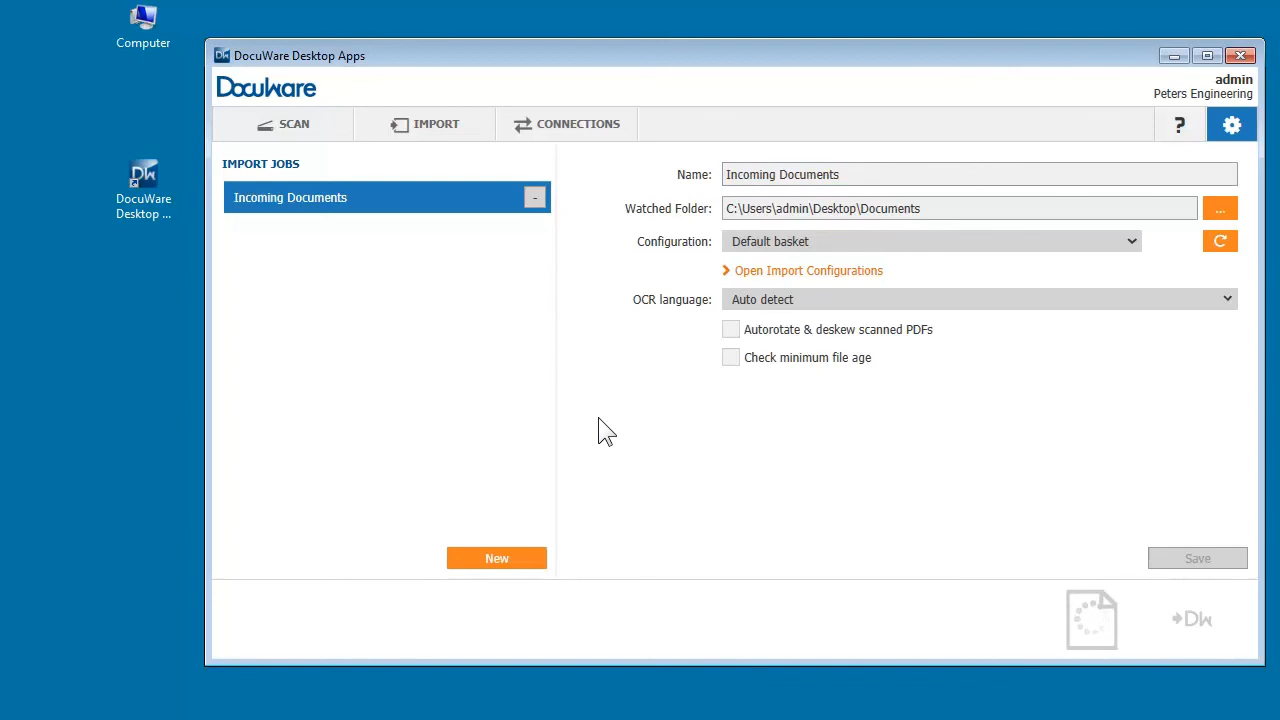 Computer
DocuWare
Desktop ...
DocuWare Desktop Apps
DocuWare
admin
Peters Engineering
SCAN
IMPORT
CONNECTIONS
?
IMPORT JOBS
Incoming Documents
-
New
Name:
Incoming Documents
Watched Folder:
C:\Users\admin\Desktop\Documents
...
Configuration:
Default basket
Open Import Configurations
OCR language:
Auto detect
Autorotate & deskew scanned PDFs
Check minimum file age
Save
DW